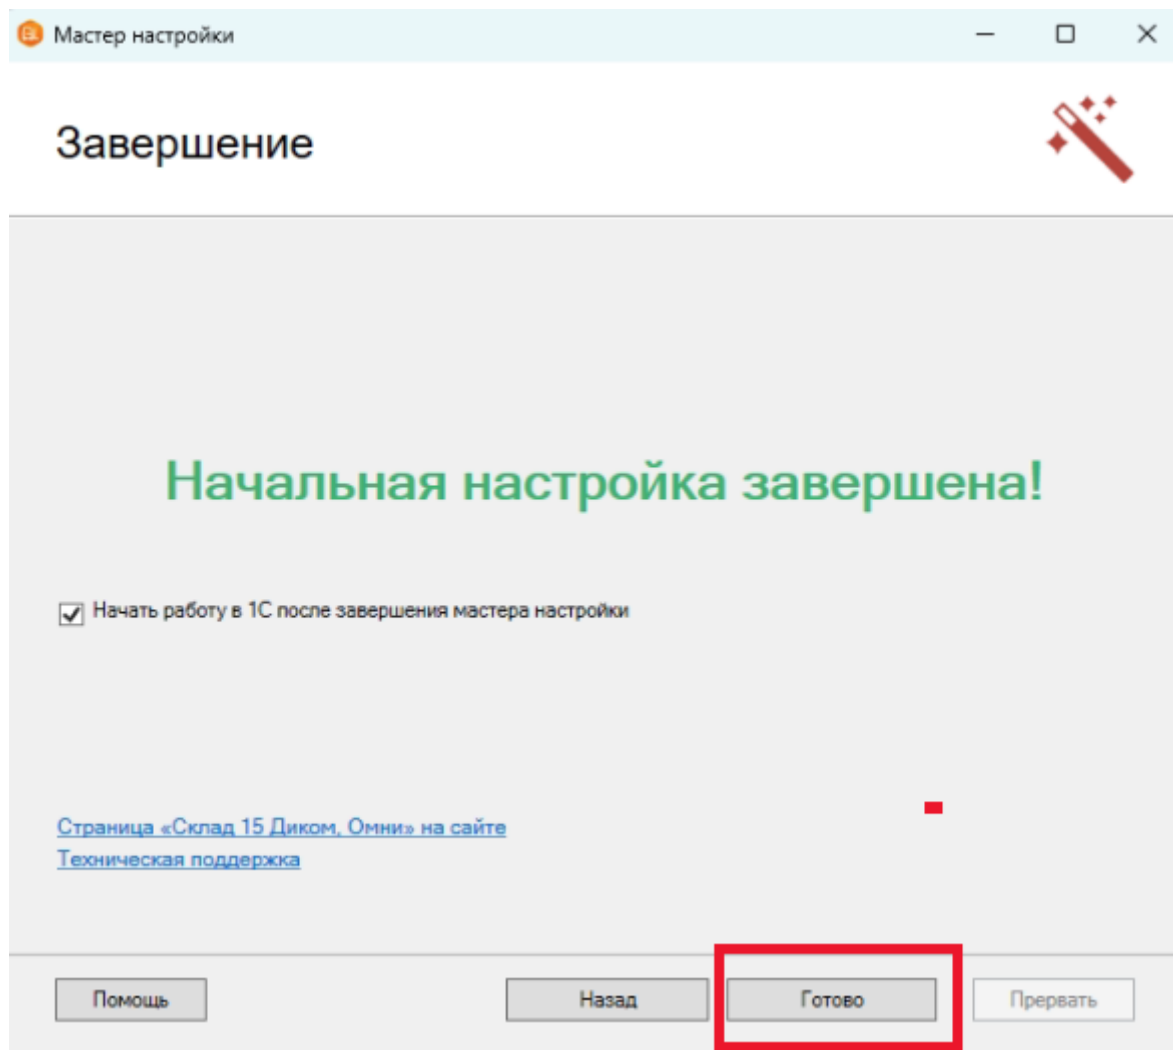 Мастер настройки
Завершение
Начальная настройка завершена!
Начать работу в 1С после завершения мастера настройки
Страница «Склад 15 Диком, Омни» на сайте
Техническая поддержка
Помощь Назад Готово Прервать